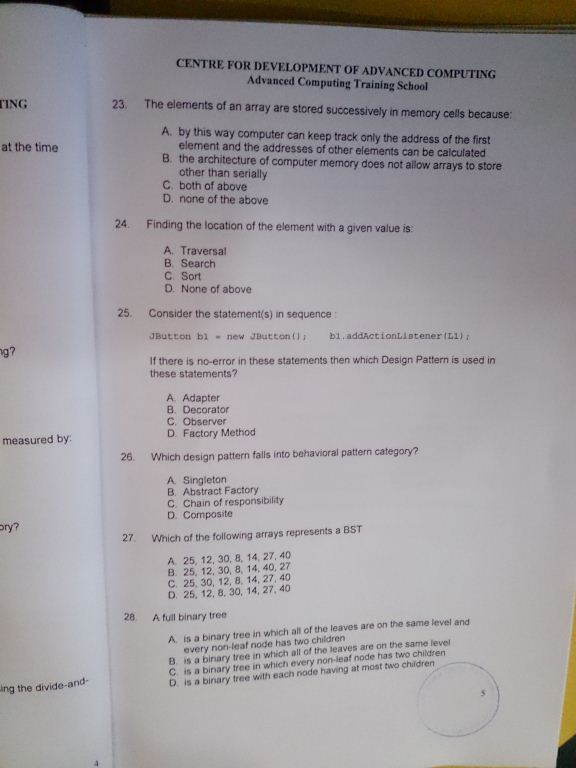 TING
at the time
ng?
measured by:
ory?
ing the divide-and-
4
CENTRE FOR DEVELOPMENT OF ADVANCED COMPUTING
Advanced Computing Training School
23. The elements of an array are stored successively in memory cells because:
A. by this way computer can keep track only the address of the first
element and the addresses of other elements can be calculated
B. the architecture of computer memory does not allow arrays to store
other than serially
C. both of above
D. none of the above
24. Finding the location of the element with a given value is:
A. Traversal
B. Search
C. Sort
D. None of above
25. Consider the statement(s) in sequence :
JButton b1 = new JButton(); b1.addActionListener(L1);
If there is no-error in these statements then which Design Pattern is used in
these statements?
A. Adapter
B. Decorator
C. Observer
D. Factory Method
26. Which design pattern falls into behavioral pattern category?
A. Singleton
B. Abstract Factory
C. Chain of responsibility
D. Composite
27. Which of the following arrays represents a BST
A. 25, 12, 30, 8, 14, 27, 40
B. 25, 12, 30, 8, 14, 40, 27
C. 25, 30, 12, 8, 14, 27, 40
D. 25, 12, 8, 30, 14, 27, 40
28. A full binary tree
A. is a binary tree in which all of the leaves are on the same level and
every non-leaf node has two children
B. is a binary tree in which all of the leaves are on the same level
C. is a binary tree in which every non-leaf node has two children
D. is a binary tree with each node having at most two children
5